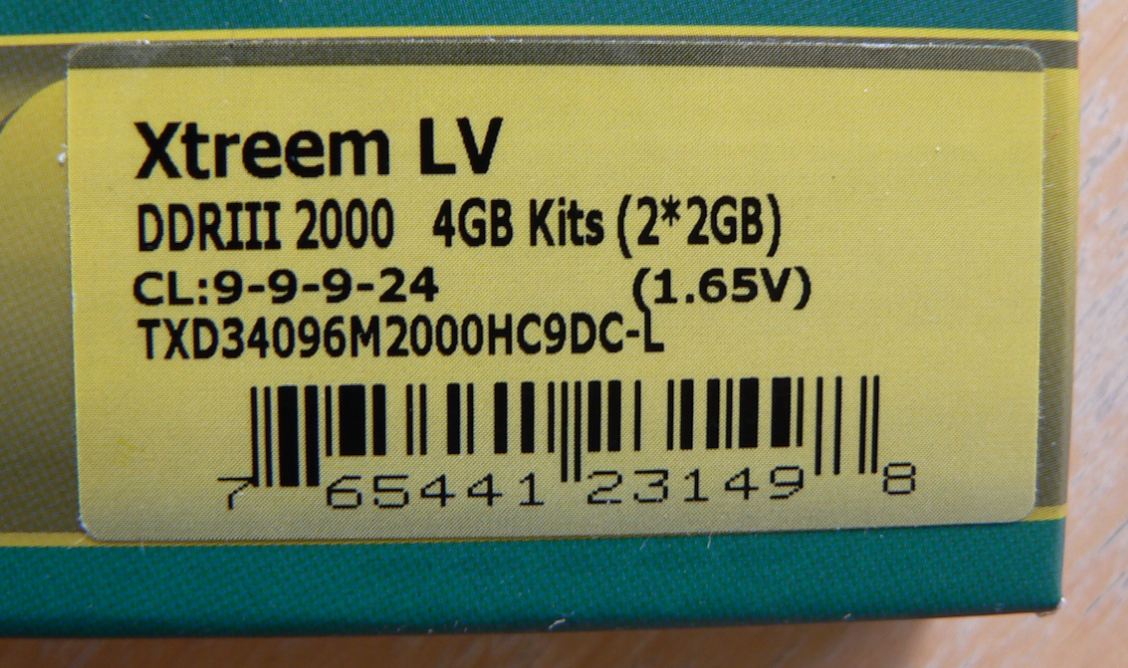 Xtreem LV
DDRIII 2000 4GB Kits (2*2GB)
CL:9-9-9-24 (1.65V)
TXD34096M2000HC9DC-L
7 65441 23149 8